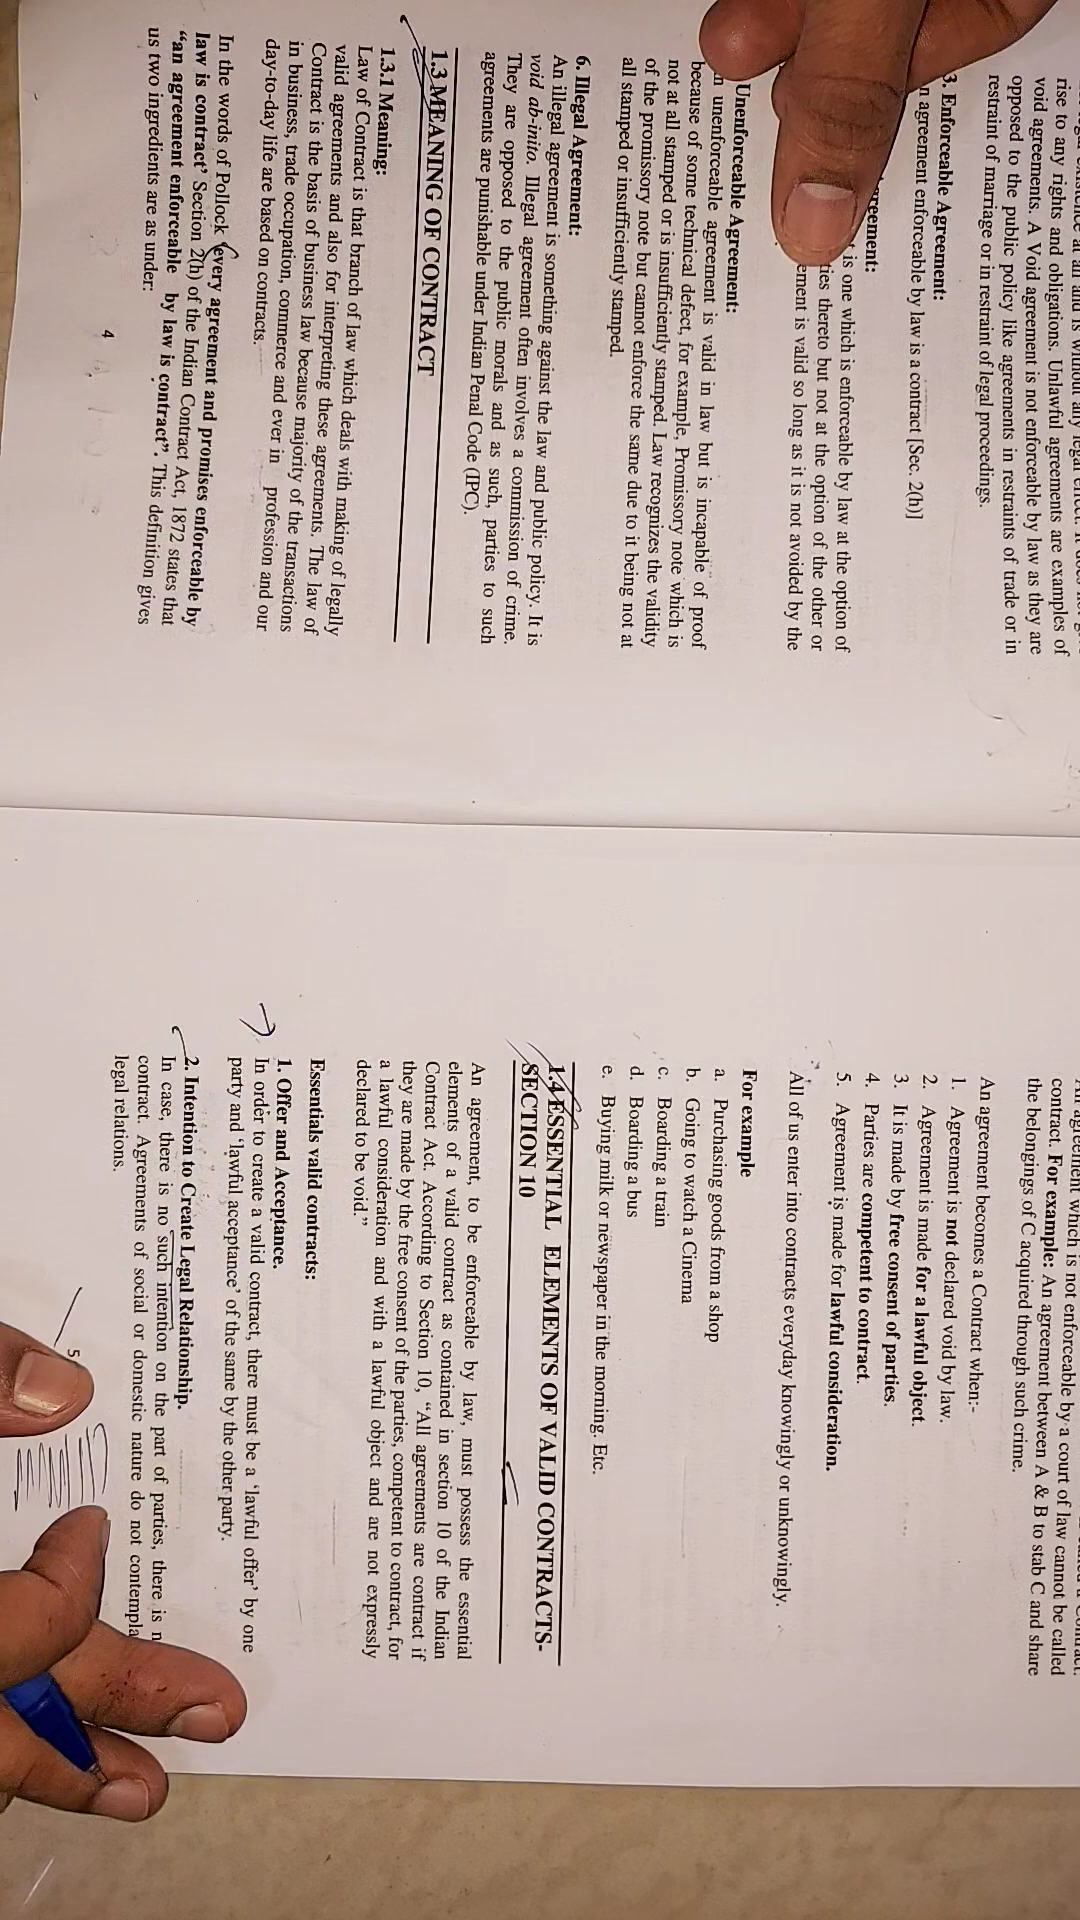 rise to any rights and obligations. Unlawful agreements are examples of
void agreements. A Void agreement is not enforceable by law as they are
opposed to the public policy like agreements in restraints of trade or in
restraint of marriage or in restraint of legal proceedings.
3. Enforceable Agreement:
agreement enforceable by law is a contract [Sec. 2(h)]
is one which is enforceable by law at the option of
thereto but not at the option of the other or
is valid so long as it is not avoided by the
Unenforceable Agreement:
unenforceable agreement is valid in law but is incapable of proof
because of some technical defect, for example, Promissory note which is
not at all stamped or is insufficiently stamped. Law recognizes the validity
of the promissory note but cannot enforce the same due to it being not at
all stamped or insufficiently stamped.
6. Illegal Agreement:
An illegal agreement is something against the law and public policy. It is
void ab-inito. Illegal agreement often involves a commission of crime.
They are opposed to the public morals and as such, parties to such
agreements are punishable under Indian Penal Code (IPC).
1.3 MEANING OF CONTRACT
1.3.1 Meaning:
Law of Contract is that branch of law which deals with making of legally
valid agreements and also for interpreting these agreements. The law of
Contract is the basis of business law because majority of the transactions
in business, trade occupation, commerce and ever in profession and our
day-to-day life are based on contracts.
In the words of Pollock 'every agreement and promises enforceable by
law is contract' Section 2(h) of the Indian Contract Act, 1872 states that
“an agreement enforceable by law is contract”. This definition gives
us two ingredients are as under:
4
agreement which is not enforceable by a court of law cannot be called
contract. For example: An agreement between A & B to stab C and share
the belongings of C acquired through such crime.
An agreement becomes a Contract when:-
1. Agreement is not declared void by law.
2. Agreement is made for a lawful object.
3. It is made by free consent of parties.
4. Parties are competent to contract.
5. Agreement is made for lawful consideration.
All of us enter into contracts everyday knowingly or unknowingly.
For example
a. Purchasing goods from a shop
b. Going to watch a Cinema
c. Boarding a train
d. Boarding a bus
e. Buying milk or newspaper in the morning. Etc.
1.4 ESSENTIAL ELEMENTS OF VALID CONTRACTS-
SECTION 10
An agreement, to be enforceable by law, must possess the essential
elements of a valid contract as contained in section 10 of the Indian
Contract Act. According to Section 10, “All agreements are contract if
they are made by the free consent of the parties, competent to contract, for
a lawful consideration and with a lawful object and are not expressly
declared to be void.”
Essentials valid contracts:
1. Offer and Acceptance.
In order to create a valid contract, there must be a 'lawful offer' by one
party and 'lawful acceptance' of the same by the other party.
2. Intention to Create Legal Relationship.
In case, there is no such intention on the part of parties, there is
contract. Agreements of social or domestic nature do not
legal relations.
5